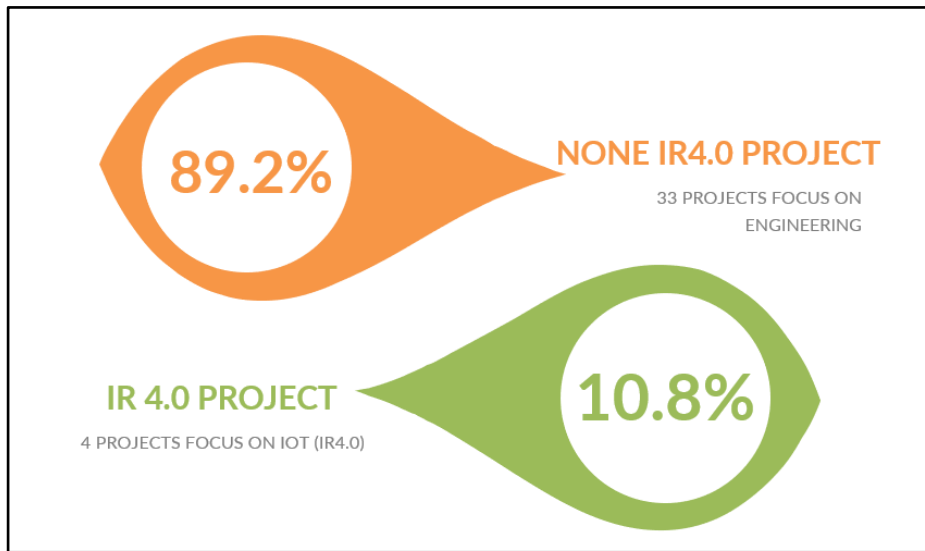 89.2%
NONE IR4.0 PROJECT
33 PROJECTS FOCUS ON
ENGINEERING
IR 4.0 PROJECT
4 PROJECTS FOCUS ON IOT (IR4.0)
10.8%